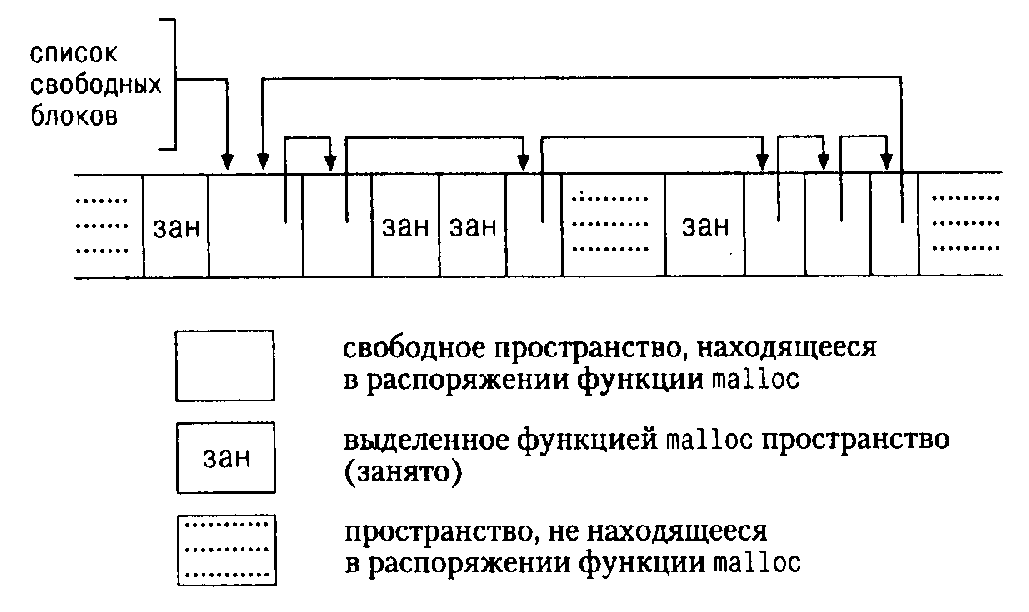 список
свободных
блоков
зан
зан
зан
зан
свободное пространство, находящееся
в распоряжении функции malloc
зан
выделенное функцией malloc пространство
(занято)
пространство, не находящееся
в распоряжении функции malloc